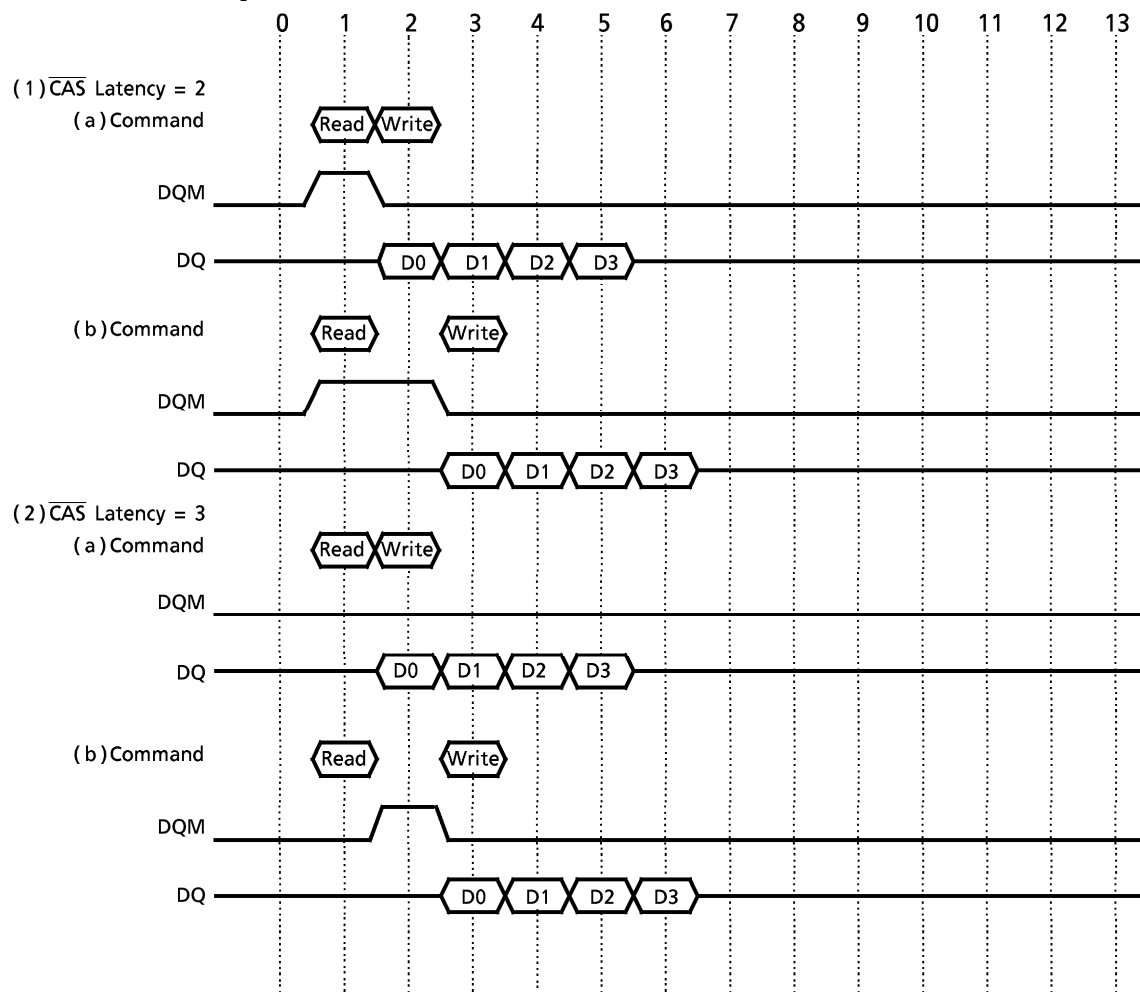 0 1 2 3 4 5 6 7 8 9 10 11 12 13
(1) C̅A̅S̅ Latency = 2
(a) Command Read Write
DQM
DQ D0 D1 D2 D3
(b) Command Read Write
DQM
DQ D0 D1 D2 D3
(2) C̅A̅S̅ Latency = 3
(a) Command Read Write
DQM
DQ D0 D1 D2 D3
(b) Command Read Write
DQM
DQ D0 D1 D2 D3